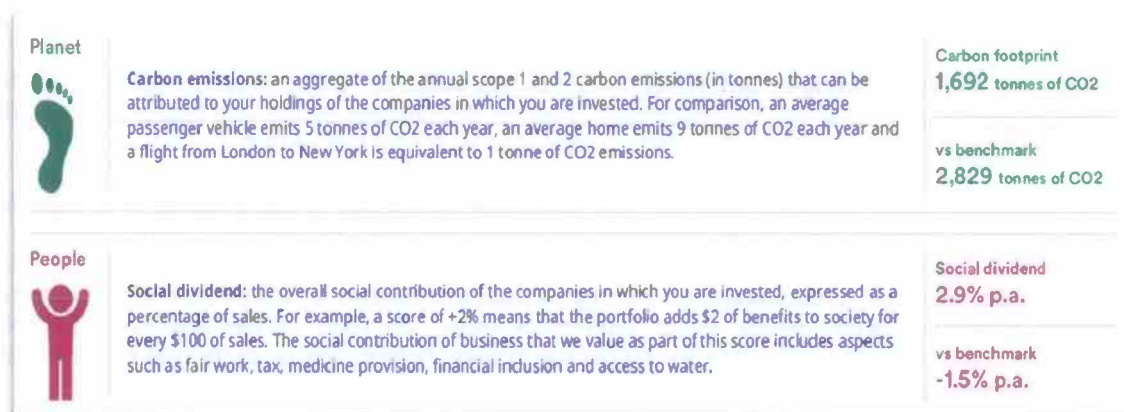 Planet
Carbon emissions: an aggregate of the annual scope 1 and 2 carbon emissions (in tonnes) that can be
attributed to your holdings of the companies in which you are invested. For comparison, an average
passenger vehicle emits 5 tonnes of CO2 each year, an average home emits 9 tonnes of CO2 each year and
a flight from London to New York is equivalent to 1 tonne of CO2 emissions.
Carbon footprint
1,692 tonnes of CO2
vs benchmark
2,829 tonnes of CO2
People
Social dividend: the overall social contribution of the companies in which you are invested, expressed as a
percentage of sales. For example, a score of +2% means that the portfolio adds $2 of benefits to society for
every $100 of sales. The social contribution of business that we value as part of this score includes aspects
such as fair work, tax, medicine provision, financial inclusion and access to water.
Social dividend
2.9% p.a.
vs benchmark
-1.5% p.a.